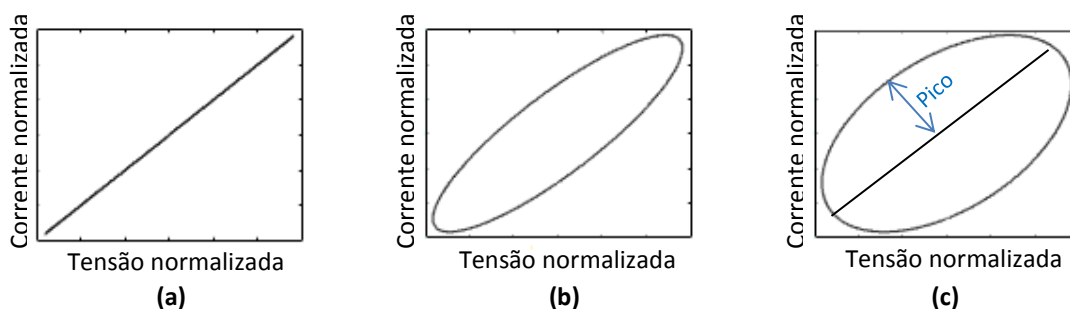 Corrente normalizada
Tensão normalizada
(a)
Corrente normalizada
Tensão normalizada
(b)
Corrente normalizada
Pico
Tensão normalizada
(c)